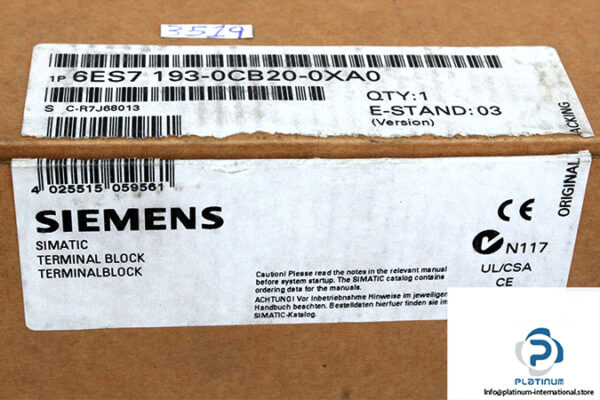 3519
1P 6ES7 193-0CB20-0XA0
QTY:1
S C-R7J68013
E-STAND: 03
(Version)
ORIGINAL PACKING
4 025515 059561
SIEMENS
SIMATIC
TERMINAL BLOCK
TERMINALBLOCK
CE
N117
UL/CSA
CE
Caution! Please read the notes in the relevant manual
before system startup. The SIMATIC catalog contains
ordering data for the manuals.
ACHTUNG! Vor Inbetriebnahme Hinweise im jeweiligen
Handbuch beachten. Bestelldaten hierfuer finden sie im
SIMATIC-Katalog.
PLATINUM
Info@platinum-international.store